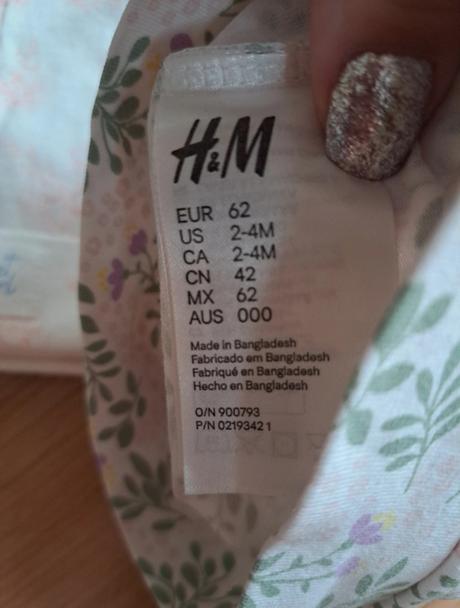 H&M
EUR 62
US 2-4M
CA 2-4M
CN 42
MX 62
AUS 000
Made in Bangladesh
Fabricado em Bangladesh
Fabriqué en Bangladesh
Hecho en Bangladesh
O/N 900793
P/N 0219342 1